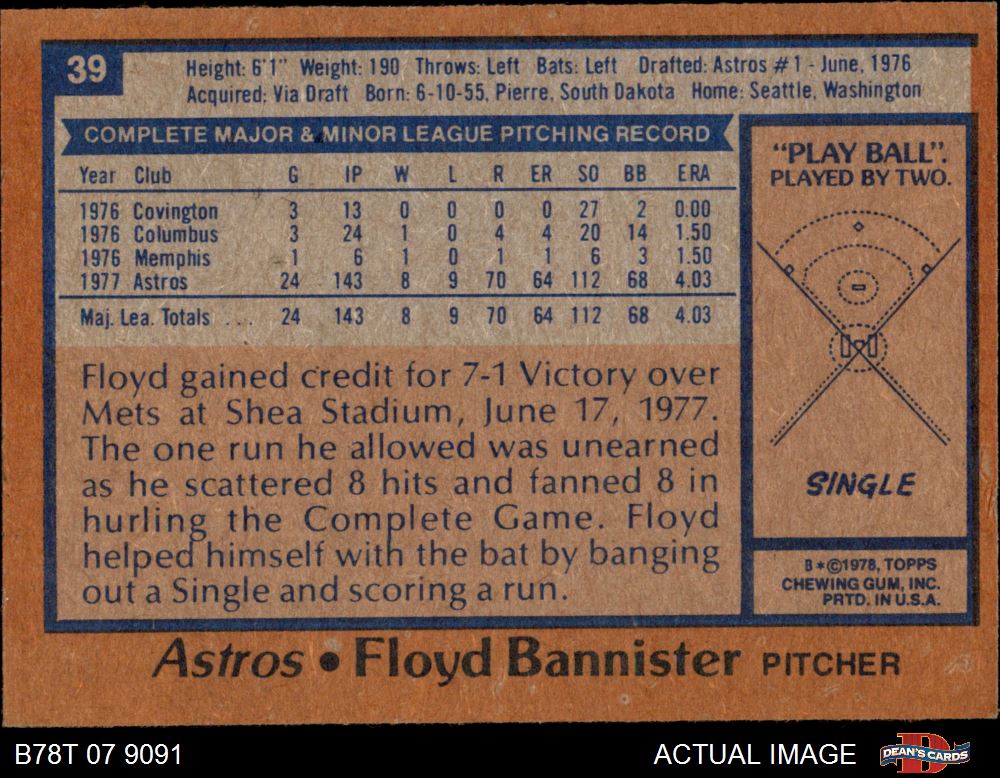 39
Height: 6'1" Weight: 190 Throws: Left Bats: Left Drafted: Astros #1 - June, 1976
Acquired: Via Draft Born: 6-10-55, Pierre, South Dakota Home: Seattle, Washington
COMPLETE MAJOR & MINOR LEAGUE PITCHING RECORD
Year Club G IP W L R ER SO BB ERA
1976 Covington 3 13 0 0 0 0 27 2 0.00
1976 Columbus 3 24 1 0 4 4 20 14 1.50
1976 Memphis 1 6 1 0 1 1 6 3 1.50
1977 Astros 24 143 8 9 70 64 112 68 4.03
Maj. Lea. Totals .... 24 143 8 9 70 64 112 68 4.03
Floyd gained credit for 7-1 Victory over
Mets at Shea Stadium, June 17, 1977.
The one run he allowed was unearned
as he scattered 8 hits and fanned 8 in
hurling the Complete Game. Floyd
helped himself with the bat by banging
out a Single and scoring a run.
"PLAY BALL".
PLAYED BY TWO.
SINGLE
B*©1978, TOPPS
CHEWING GUM, INC.
PRTD. IN U.S.A.
Astros • Floyd Bannister PITCHER
B78T 07 9091
ACTUAL IMAGE
DEAN'S CARDS